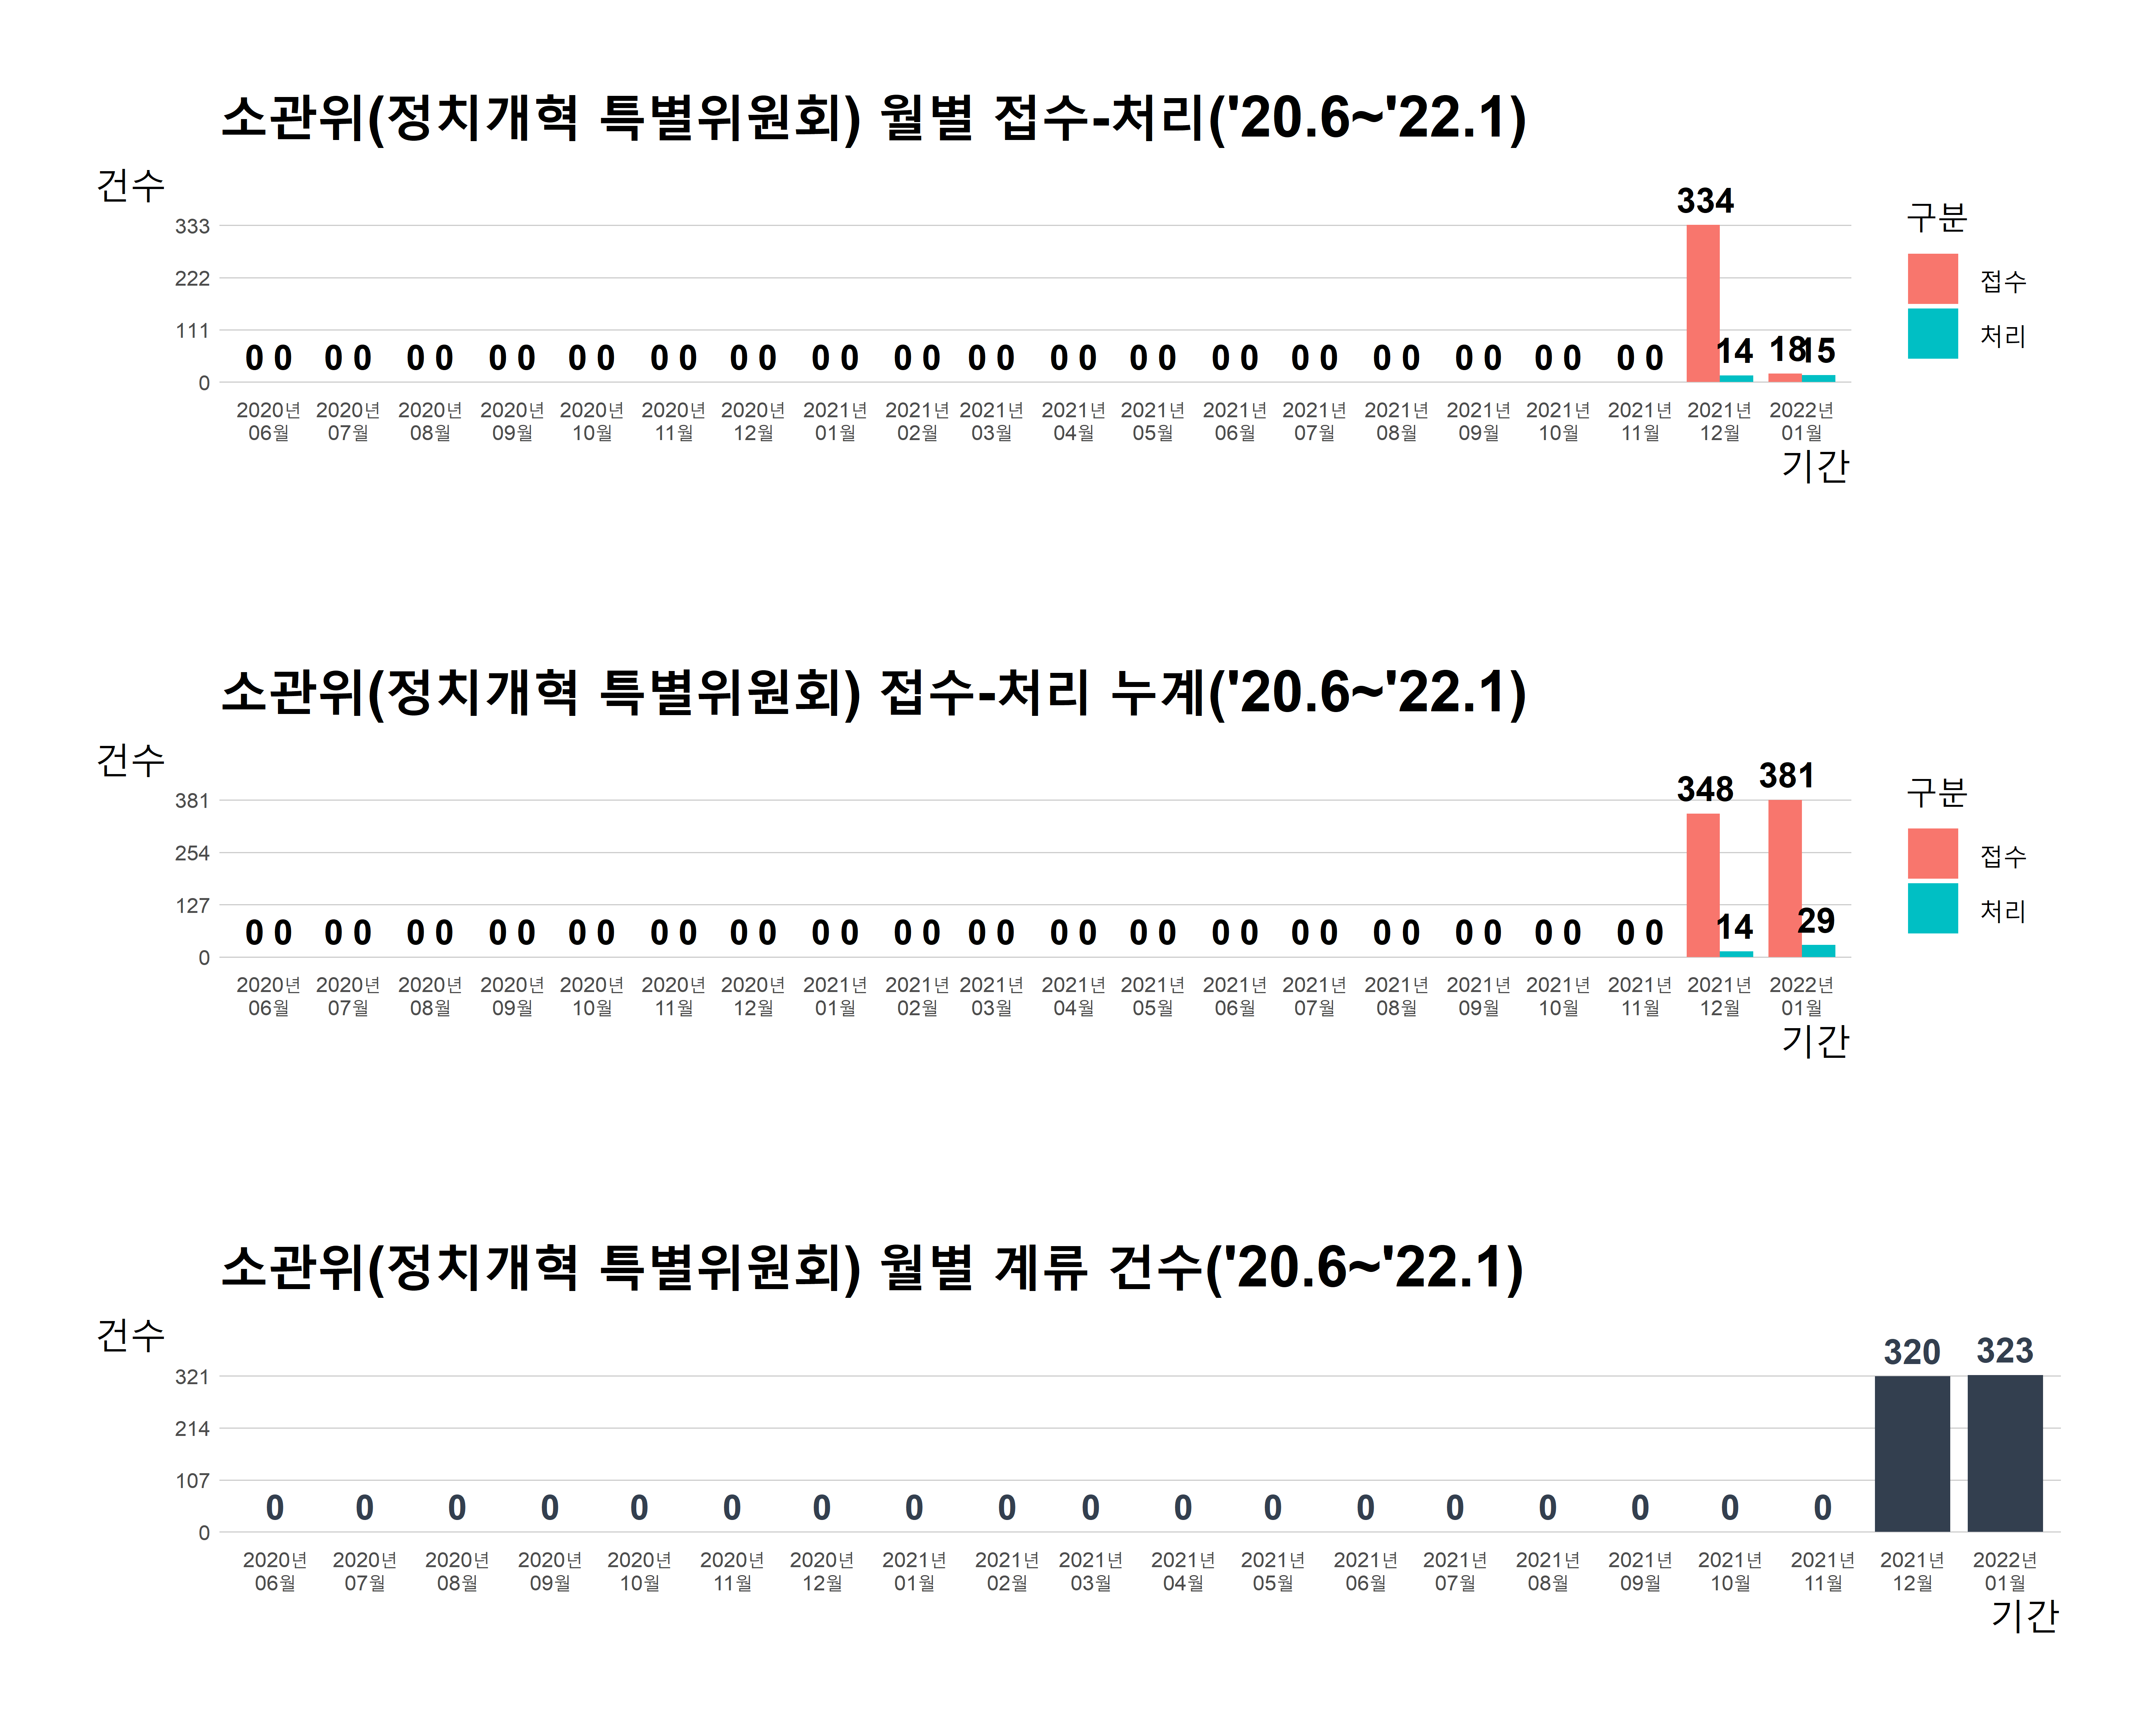 소관위(정치개혁 특별위원회) 월별 접수-처리('20.6~'22.1)
건수
333
222
111
0
0 0 0 0 0 0 0 0 0 0 0 0 0 0 0 0 0 0 0 0 0 0 0 0 0 0 0 0 0 0 0 0 0 0 0 0 334 14 18 15
2020년 2020년 2020년 2020년 2020년 2020년 2020년 2021년 2021년 2021년 2021년 2021년 2021년 2021년 2021년 2021년 2021년 2021년 2021년 2022년
06월 07월 08월 09월 10월 11월 12월 01월 02월 03월 04월 05월 06월 07월 08월 09월 10월 11월 12월 01월
기간
구분
접수
처리
소관위(정치개혁 특별위원회) 접수-처리 누계('20.6~'22.1)
건수
381
254
127
0
0 0 0 0 0 0 0 0 0 0 0 0 0 0 0 0 0 0 0 0 0 0 0 0 0 0 0 0 0 0 0 0 0 0 0 0 348 14 381 29
2020년 2020년 2020년 2020년 2020년 2020년 2020년 2021년 2021년 2021년 2021년 2021년 2021년 2021년 2021년 2021년 2021년 2021년 2021년 2022년
06월 07월 08월 09월 10월 11월 12월 01월 02월 03월 04월 05월 06월 07월 08월 09월 10월 11월 12월 01월
기간
구분
접수
처리
소관위(정치개혁 특별위원회) 월별 계류 건수('20.6~'22.1)
건수
321
214
107
0
0 0 0 0 0 0 0 0 0 0 0 0 0 0 0 0 0 0 320 323
2020년 2020년 2020년 2020년 2020년 2020년 2020년 2021년 2021년 2021년 2021년 2021년 2021년 2021년 2021년 2021년 2021년 2021년 2021년 2022년
06월 07월 08월 09월 10월 11월 12월 01월 02월 03월 04월 05월 06월 07월 08월 09월 10월 11월 12월 01월
기간